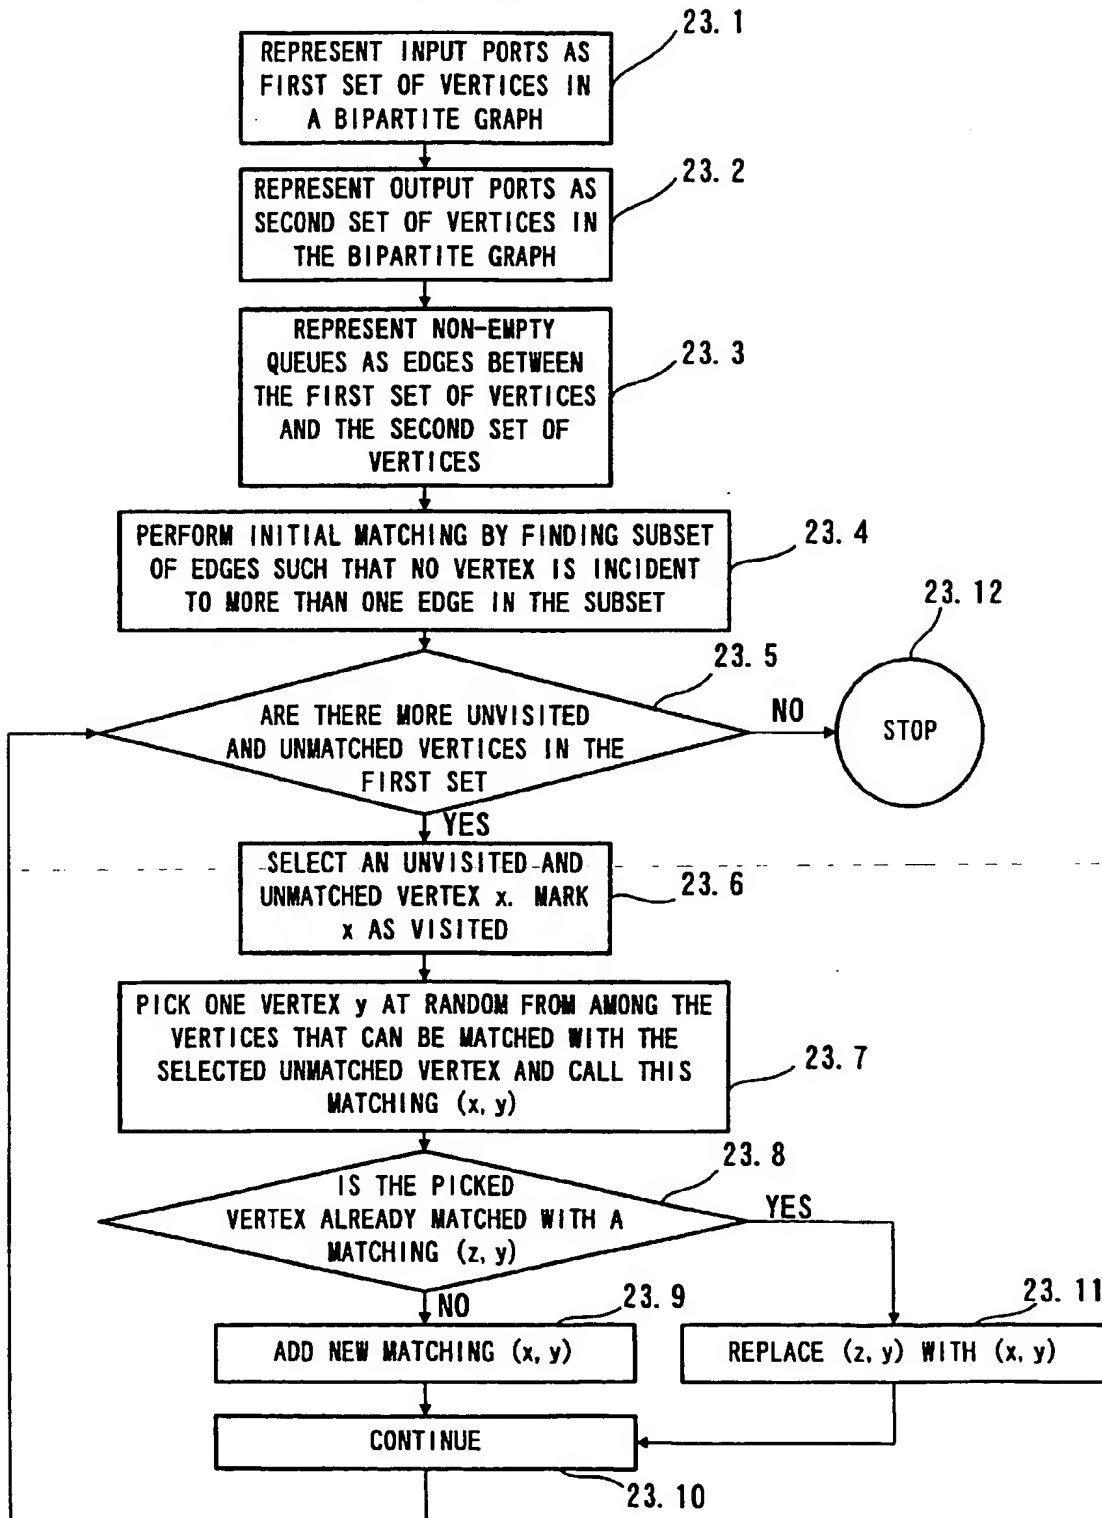 23.1
REPRESENT INPUT PORTS AS
FIRST SET OF VERTICES IN
A BIPARTITE GRAPH
23.2
REPRESENT OUTPUT PORTS AS
SECOND SET OF VERTICES IN
THE BIPARTITE GRAPH
23.3
REPRESENT NON-EMPTY
QUEUES AS EDGES BETWEEN
THE FIRST SET OF VERTICES
AND THE SECOND SET OF
VERTICES
23.4
PERFORM INITIAL MATCHING BY FINDING SUBSET
OF EDGES SUCH THAT NO VERTEX IS INCIDENT
TO MORE THAN ONE EDGE IN THE SUBSET
23.12
23.5
ARE THERE MORE UNVISITED
AND UNMATCHED VERTICES IN THE
FIRST SET
NO
STOP
YES
SELECT AN UNVISITED AND
UNMATCHED VERTEX x. MARK
x AS VISITED
23.6
PICK ONE VERTEX y AT RANDOM FROM AMONG THE
VERTICES THAT CAN BE MATCHED WITH THE
SELECTED UNMATCHED VERTEX AND CALL THIS
MATCHING (x, y)
23.7
23.8
IS THE PICKED
VERTEX ALREADY MATCHED WITH A
MATCHING (z, y)
YES
NO
23.9
ADD NEW MATCHING (x, y)
23.11
REPLACE (z, y) WITH (x, y)
CONTINUE
23.10